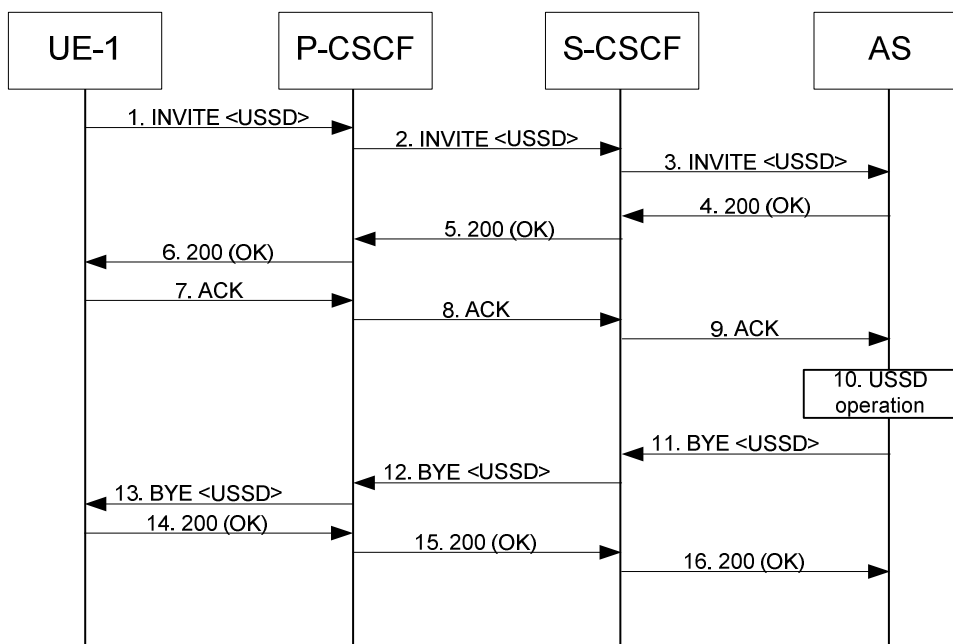 UE-1
P-CSCF
S-CSCF
AS
1. INVITE <USSD>
2. INVITE <USSD>
3. INVITE <USSD>
4. 200 (OK)
5. 200 (OK)
6. 200 (OK)
7. ACK
8. ACK
9. ACK
10. USSD
operation
11. BYE <USSD>
12. BYE <USSD>
13. BYE <USSD>
14. 200 (OK)
15. 200 (OK)
16. 200 (OK)